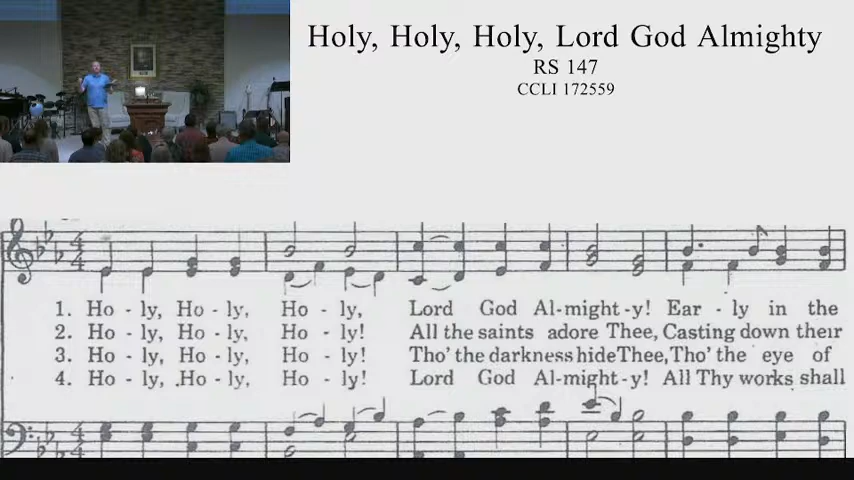 Holy, Holy, Holy, Lord God Almighty
RS 147
CCLI 172559
1. Ho - ly, Ho - ly, Ho - ly, Lord God Al-might-y! Ear - ly in the
2. Ho - ly, Ho - ly, Ho - ly! All the saints adore Thee, Casting down their
3. Ho - ly, Ho - ly, Ho - ly! Tho' the darkness hide Thee, Tho' the eye of
4. Ho - ly, Ho - ly, Ho - ly! Lord God Al-might-y! All Thy works shall